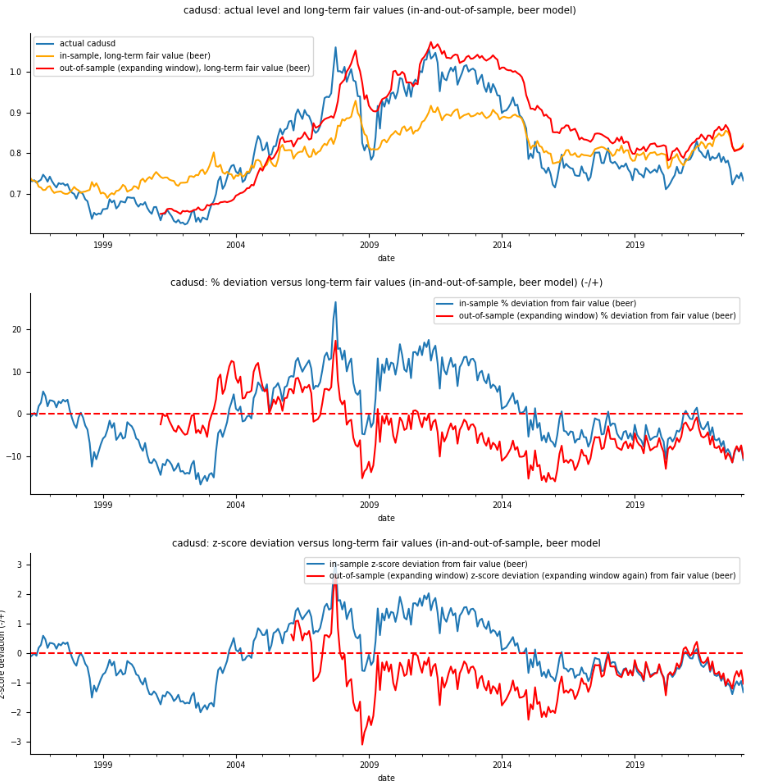 cadusd: actual level and long-term fair values (in-and-out-of-sample, beer model)
actual cadusd
in-sample, long-term fair value (beer)
out-of-sample (expanding window), long-term fair value (beer)
1.0
0.9
0.8
0.7
1999
2004
2009
2014
2019
date
cadusd: % deviation versus long-term fair values (in-and-out-of-sample, beer model) (-/+)
in-sample % deviation from fair value (beer)
out-of-sample (expanding window) % deviation from fair value (beer)
20
10
0
−10
1999
2004
2009
2014
2019
date
cadusd: z-score deviation versus long-term fair values (in-and-out-of-sample, beer model
in-sample z-score deviation from fair value (beer)
out-of-sample (expanding window) z-score deviation (expanding window again) from fair value (beer)
z-score deviation (-/+)
3
2
1
0
−1
−2
−3
1999
2004
2009
2014
2019
date